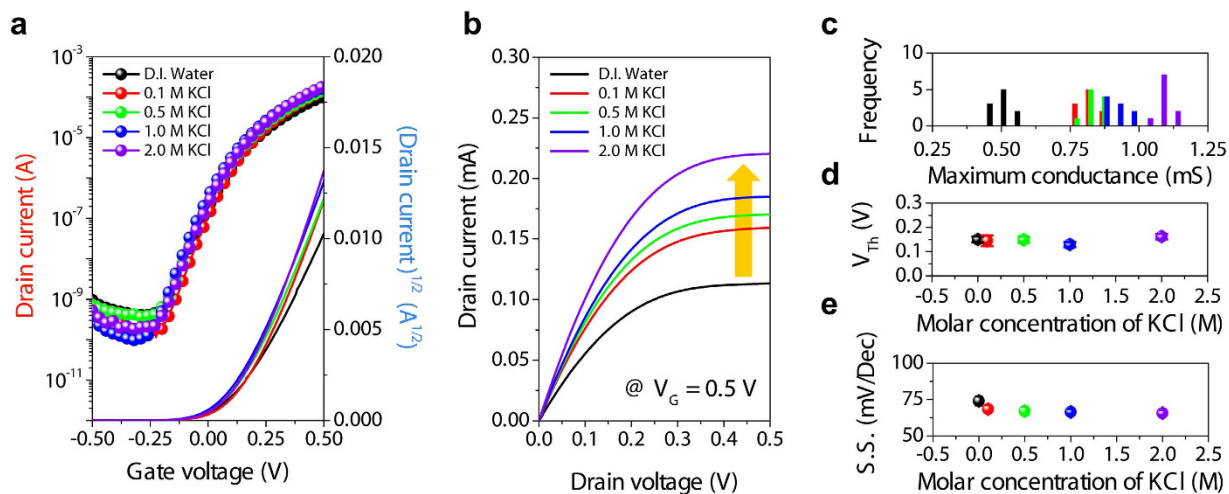 a
10⁻³
10⁻⁵
10⁻⁷
10⁻⁹
10⁻¹¹
Drain current (A)
D.I. Water
0.1 M KCl
0.5 M KCl
1.0 M KCl
2.0 M KCl
0.020
0.015
0.010
0.005
0.000
(Drain current)^1/2 (A^1/2)
-0.50
-0.25
0.00
0.25
0.50
Gate voltage (V)
b
0.30
0.25
0.20
0.15
0.10
0.05
0.00
Drain current (mA)
D.I. Water
0.1 M KCl
0.5 M KCl
1.0 M KCl
2.0 M KCl
@ V_G = 0.5 V
0.0
0.1
0.2
0.3
0.4
0.5
Drain voltage (V)
c
10
5
0
Frequency
0.25
0.50
0.75
1.00
1.25
Maximum conductance (mS)
d
0.3
0.2
0.1
0.0
V_Th (V)
-0.5
0.0
0.5
1.0
1.5
2.0
2.5
Molar concentration of KCl (M)
e
100
75
50
S.S. (mV/Dec)
-0.5
0.0
0.5
1.0
1.5
2.0
2.5
Molar concentration of KCl (M)